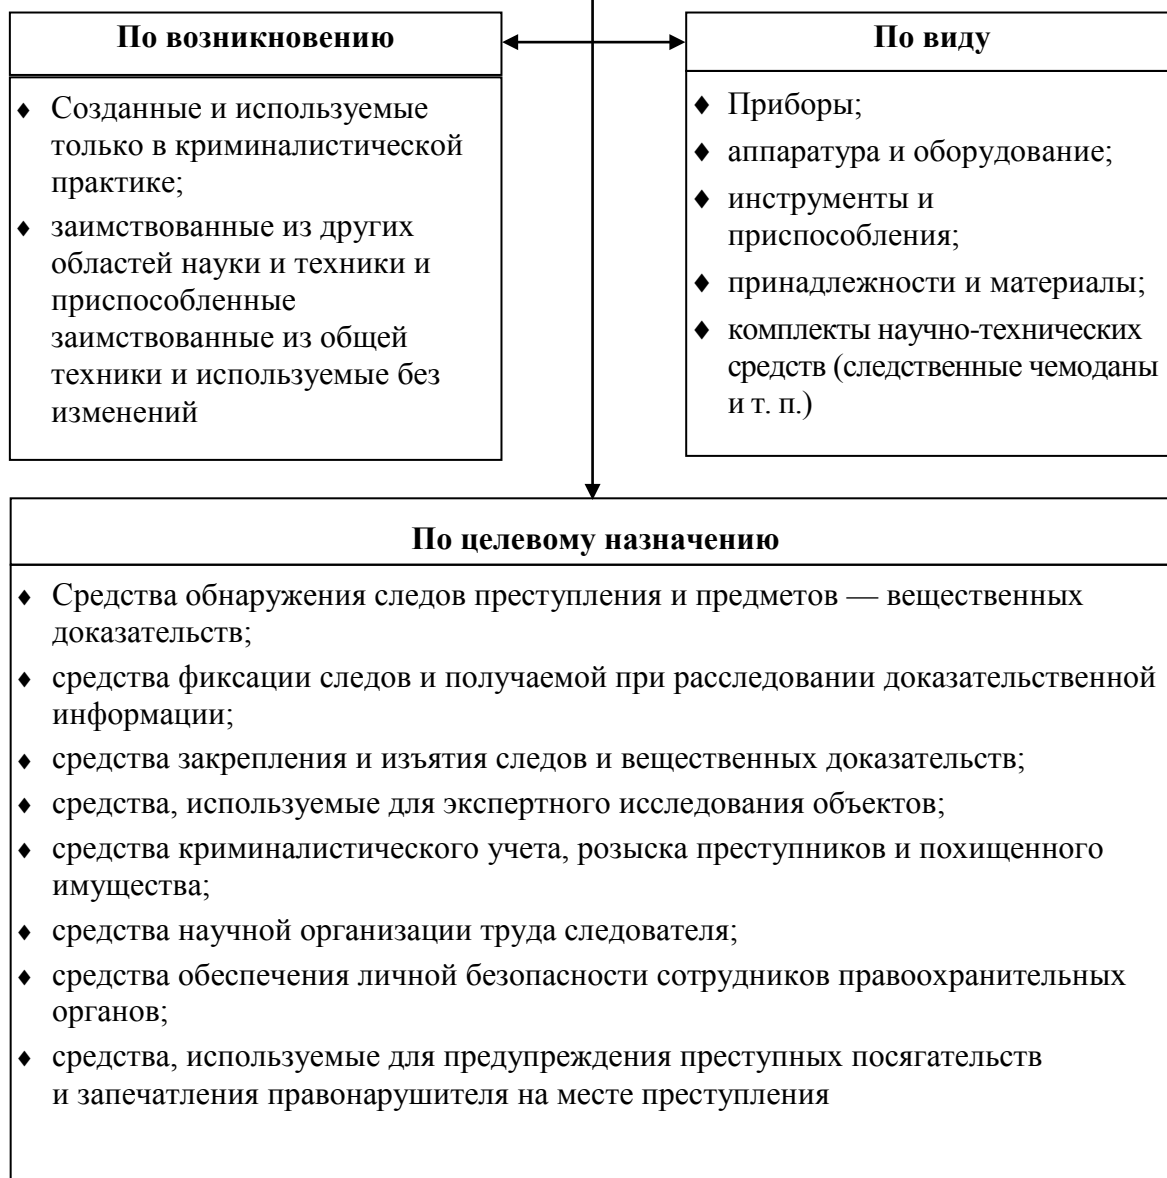 По возникновению
♦ Созданные и используемые
только в криминалистической
практике;
♦ заимствованные из других
областей науки и техники и
приспособленные
заимствованные из общей
техники и используемые без
изменений
По виду
♦ Приборы;
♦ аппаратура и оборудование;
♦ инструменты и
приспособления;
♦ принадлежности и материалы;
♦ комплекты научно-технических
средств (следственные чемоданы
и т. п.)
По целевому назначению
♦ Средства обнаружения следов преступления и предметов — вещественных
доказательств;
♦ средства фиксации следов и получаемой при расследовании доказательственной
информации;
♦ средства закрепления и изъятия следов и вещественных доказательств;
♦ средства, используемые для экспертного исследования объектов;
♦ средства криминалистического учета, розыска преступников и похищенного
имущества;
♦ средства научной организации труда следователя;
♦ средства обеспечения личной безопасности сотрудников правоохранительных
органов;
♦ средства, используемые для предупреждения преступных посягательств
и запечатления правонарушителя на месте преступления